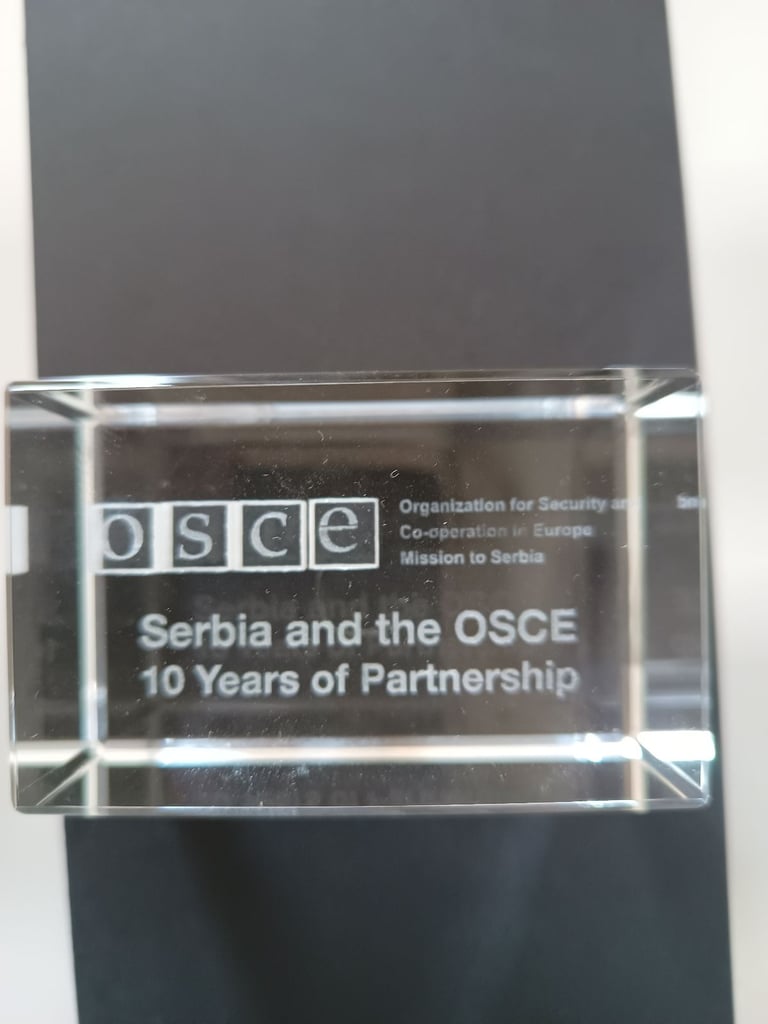 osce
Organization for Security and
Co-operation in Europe
Mission to Serbia
Serbia and the OSCE
10 Years of Partnership